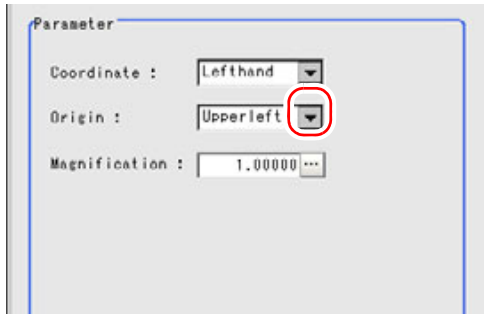 Parameter
Coordinate : Lefthand
Origin : Upperleft
Magnification : 1.00000 ...